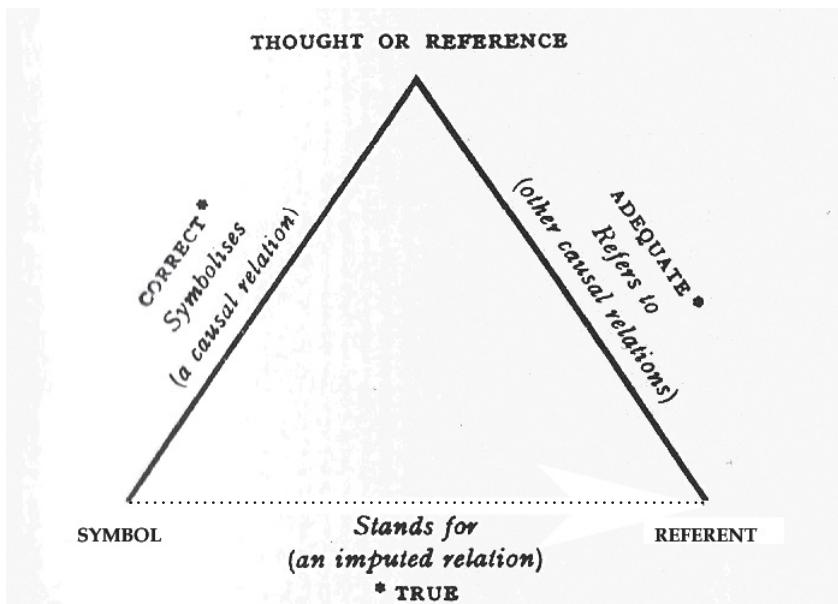 THOUGHT OR REFERENCE
CORRECT*
Symbolises
(a causal relation)
ADEQUATE*
Refers to
(other causal relations)
SYMBOL
Stands for
(an imputed relation)
* TRUE
REFERENT